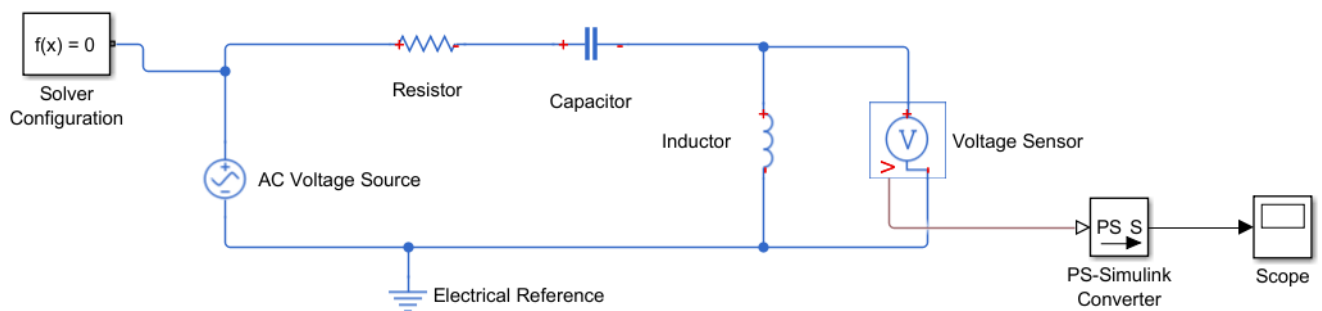 f(x) = 0
Solver
Configuration
AC Voltage Source
Resistor
Capacitor
Inductor
V
V
Voltage Sensor
Electrical Reference
PS S
PS-Simulink
Converter
Scope